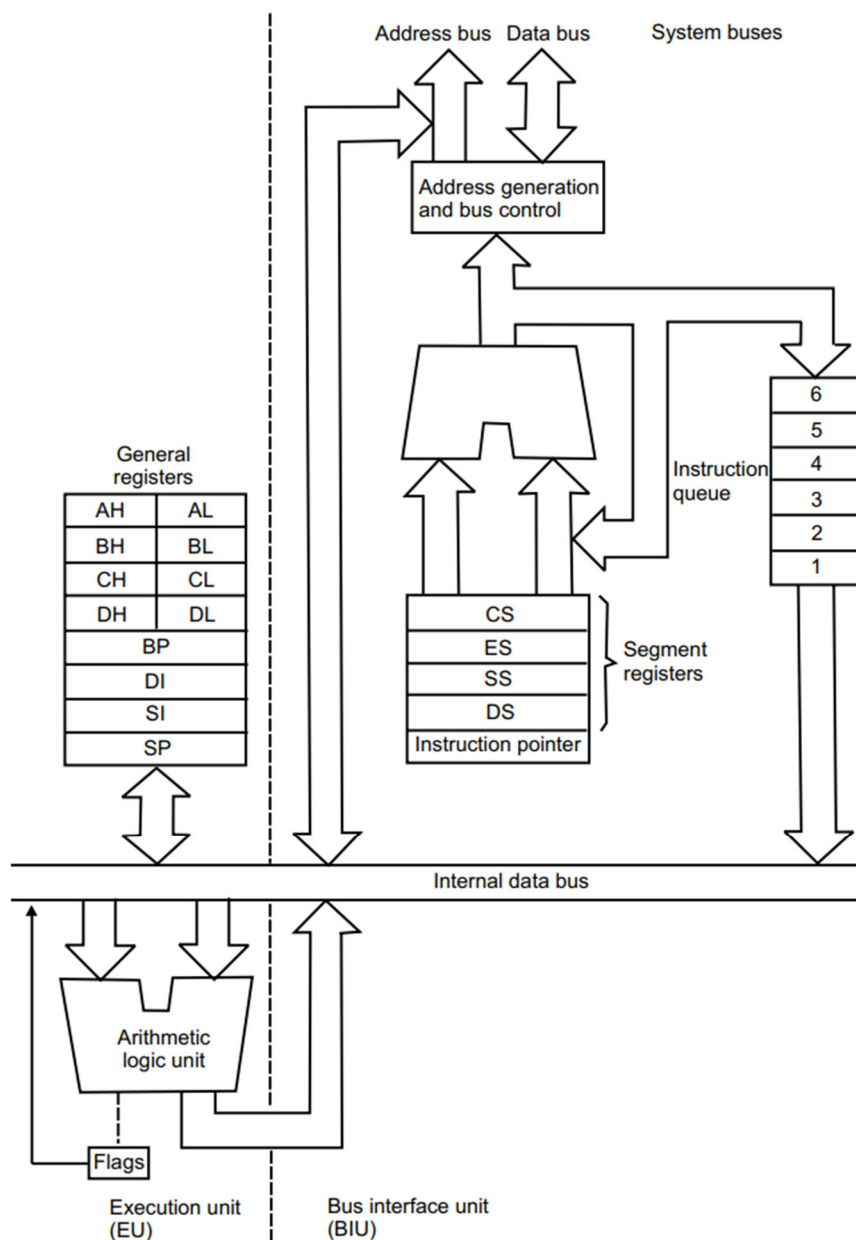 Address bus Data bus System buses
Address generation
and bus control
6
5
4
3
2
1
Instruction
queue
General
registers
AH AL
BH BL
CH CL
DH DL
BP
DI
SI
SP
CS
ES
SS
DS
Instruction pointer
Segment
registers
Internal data bus
Arithmetic
logic unit
Flags
Execution unit
(EU)
Bus interface unit
(BIU)